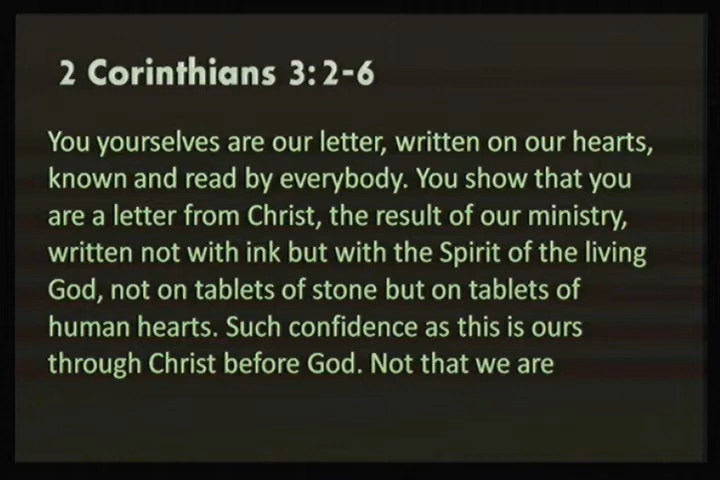 2 Corinthians 3:2-6
You yourselves are our letter, written on our hearts,
known and read by everybody. You show that you
are a letter from Christ, the result of our ministry,
written not with ink but with the Spirit of the living
God, not on tablets of stone but on tablets of
human hearts. Such confidence as this is ours
through Christ before God. Not that we are